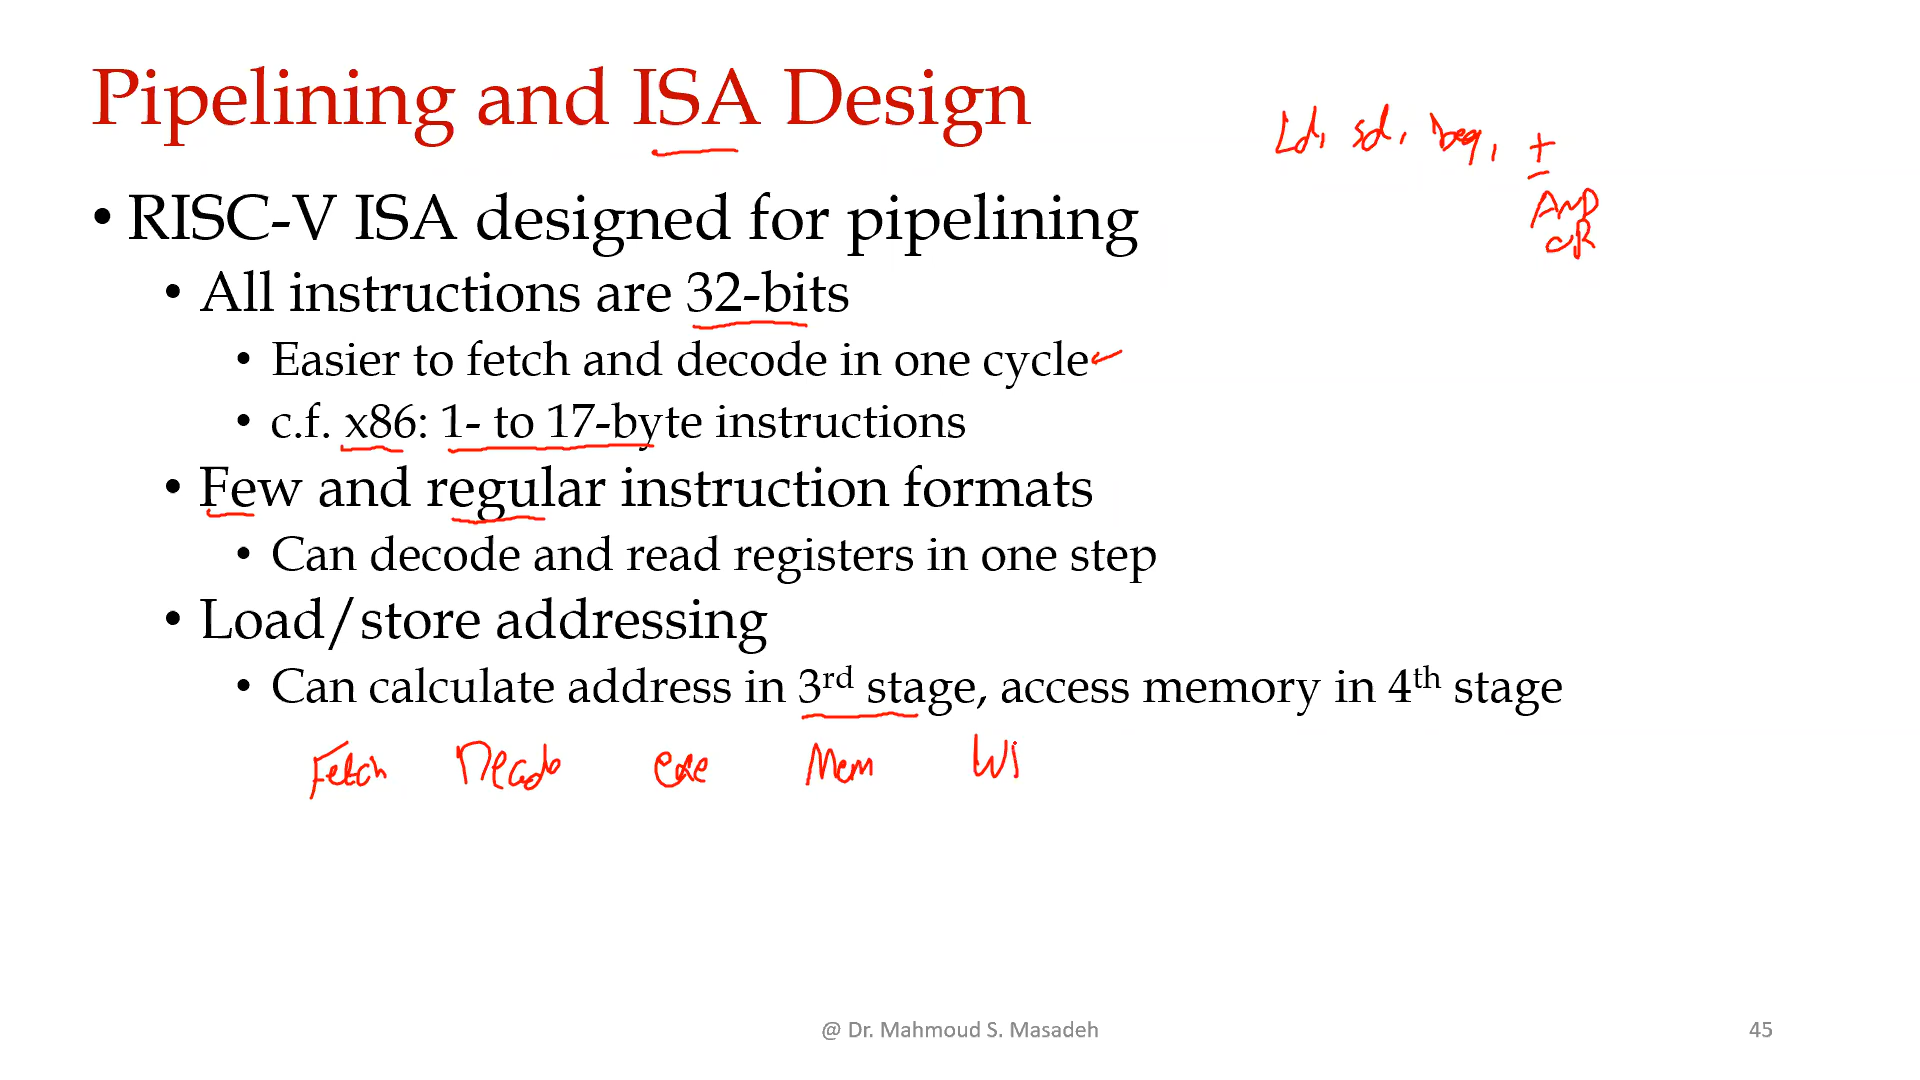 Pipelining and ISA Design
Ld, sd, beq, +
AND
OR
• RISC-V ISA designed for pipelining
• All instructions are 32-bits
• Easier to fetch and decode in one cycle
• c.f. x86: 1- to 17-byte instructions
• Few and regular instruction formats
• Can decode and read registers in one step
• Load/store addressing
• Can calculate address in 3rd stage, access memory in 4th stage
Fetch Decode exe Mem
@ Dr. Mahmoud S. Masadeh
45